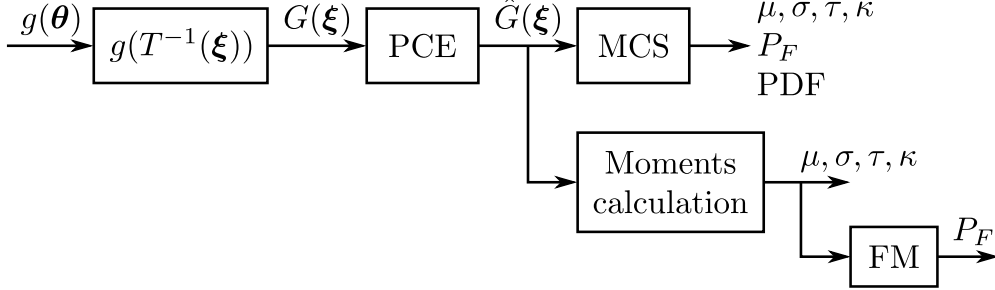 g(θ)
g(T⁻¹(ξ))
G(ξ)
PCE
Ĝ(ξ)
MCS
μ, σ, τ, κ
P_F
PDF
Moments
calculation
μ, σ, τ, κ
FM
P_F